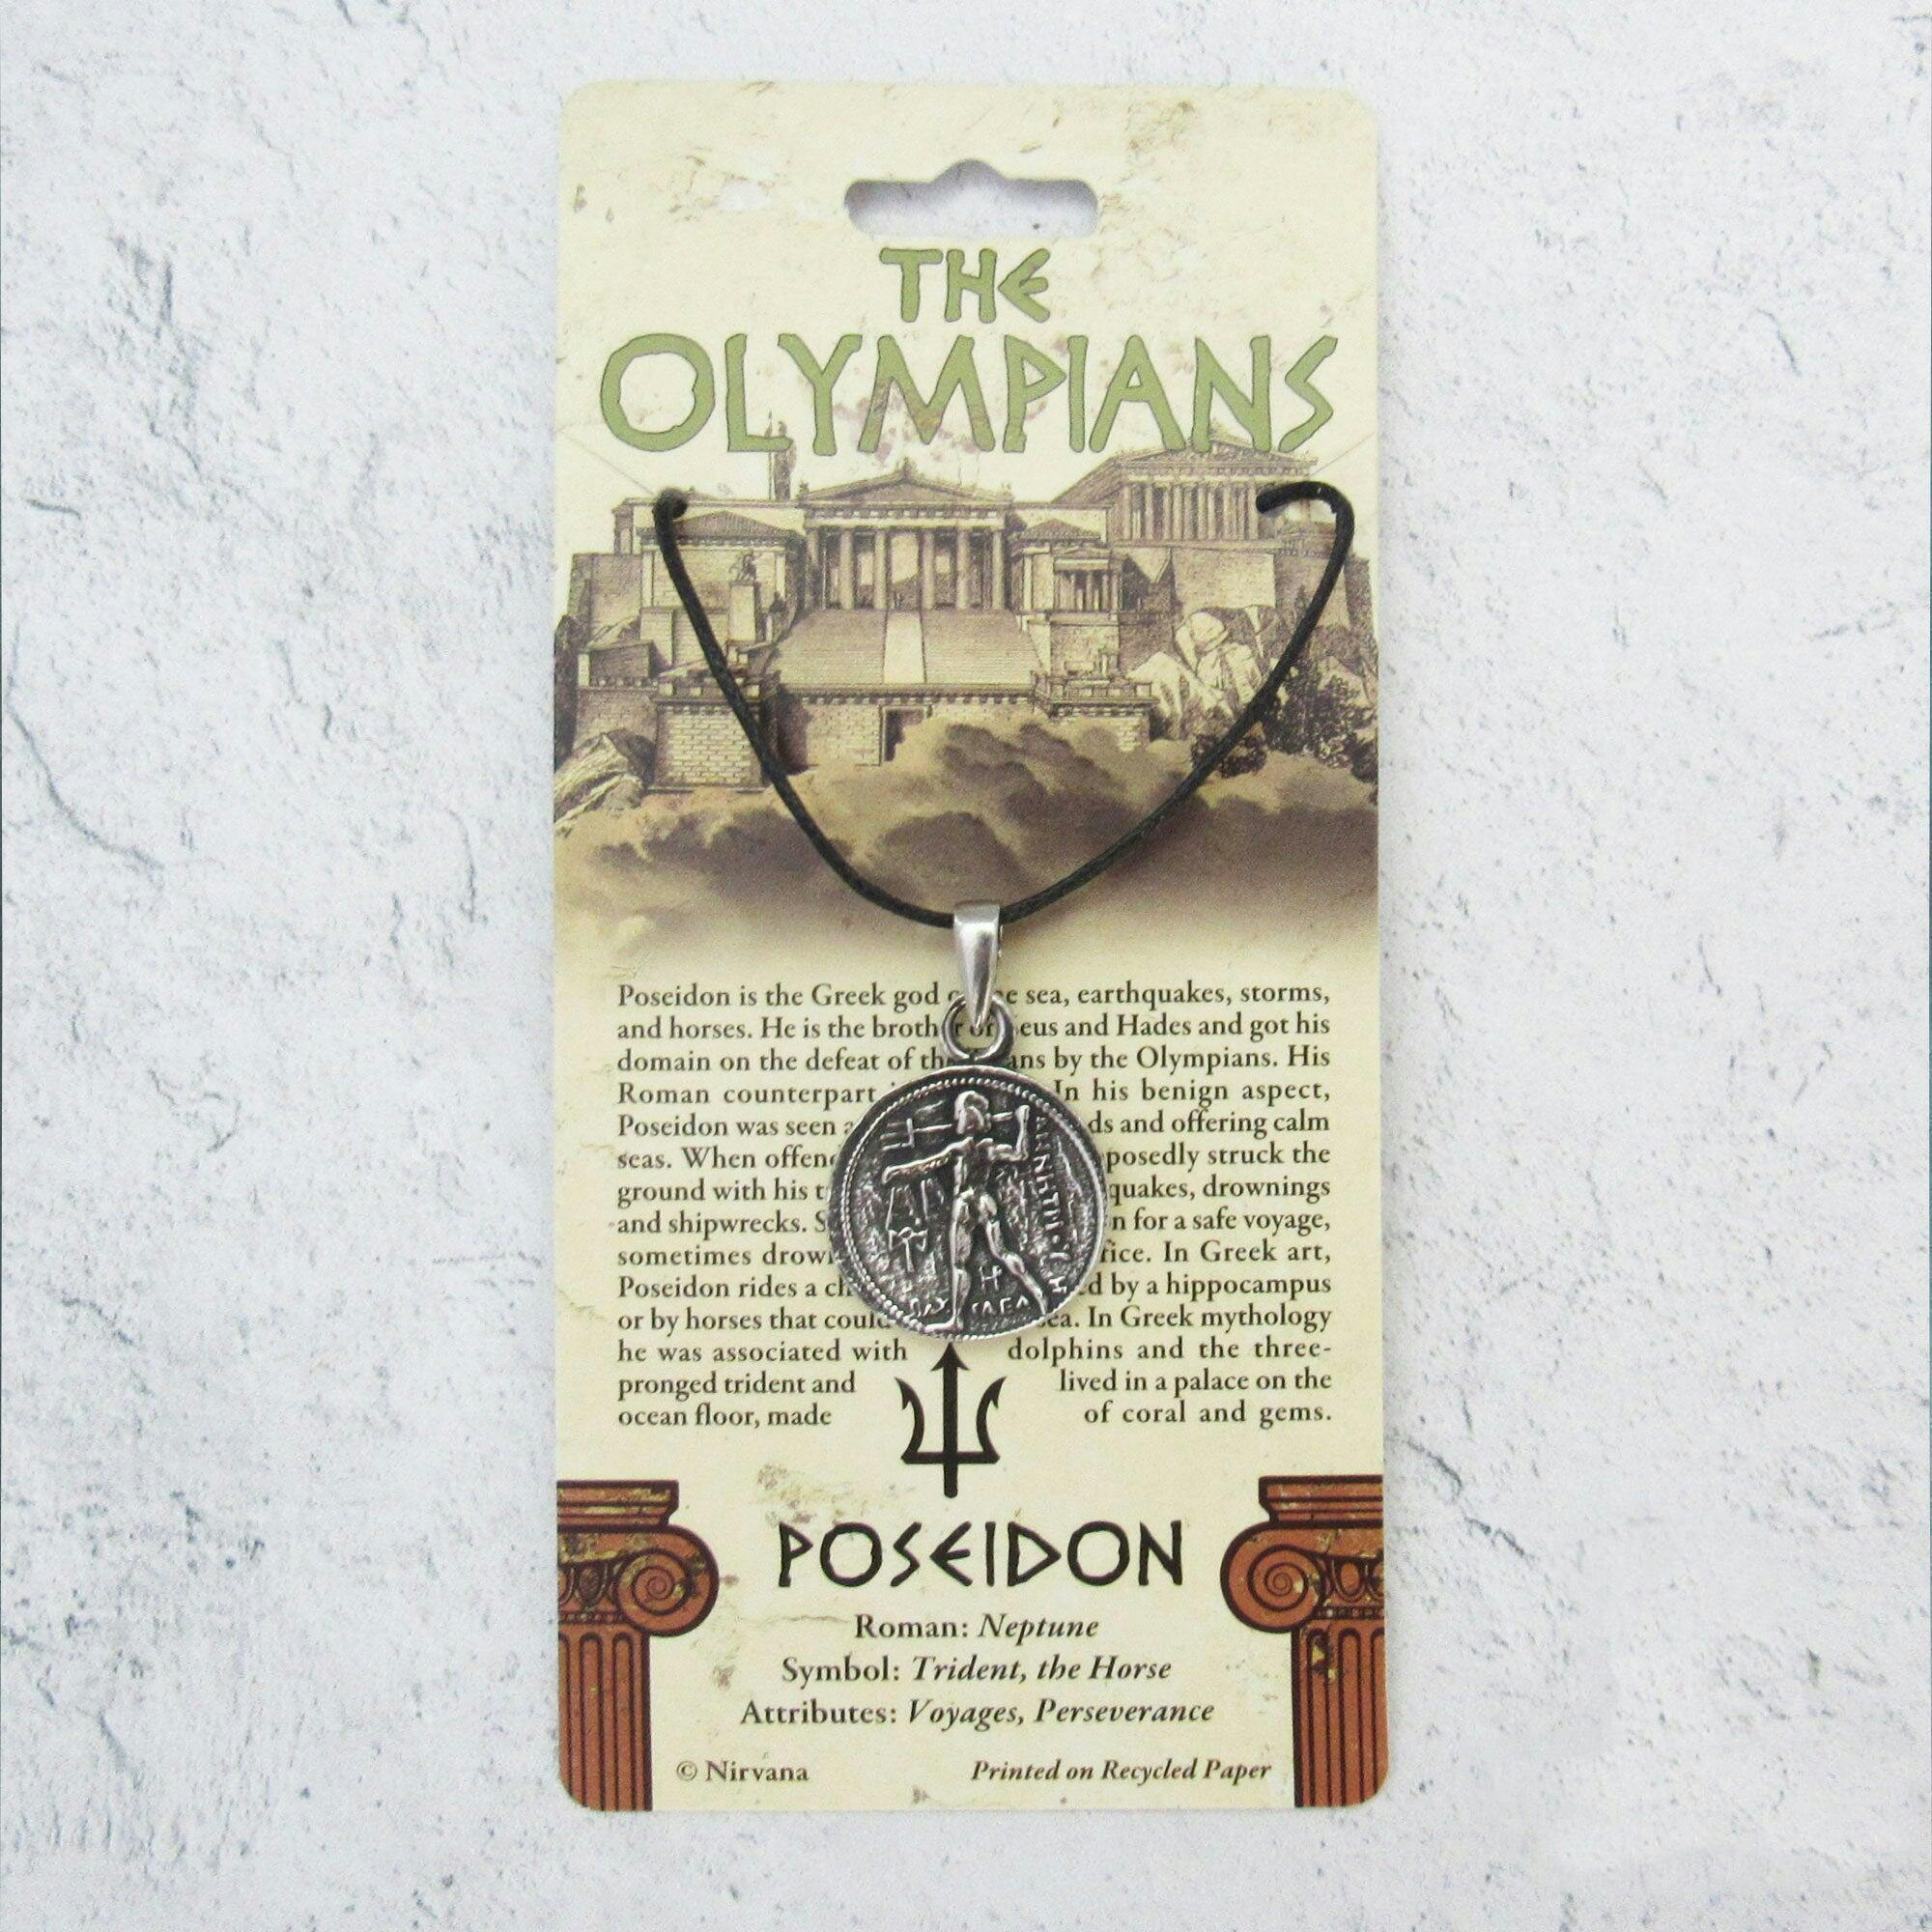 THE
OLYMPIANS
Poseidon is the Greek god sea, earthquakes, storms,
and horses. He is the brother of Zeus and Hades and got his
domain on the defeat of the by the Olympians. His
Roman counterpart In his benign aspect,
Poseidon was seen and offering calm
seas. When struck the
ground with his drownings
and shipwrecks. for a safe voyage,
sometimes In Greek art,
Poseidon rides a by a hippocampus
or by horses that could In Greek mythology
he was associated with dolphins and the three-
pronged trident and lived in a palace on the
ocean floor, made of coral and gems.
POSEIDON
Roman: Neptune
Symbol: Trident, the Horse
Attributes: Voyages, Perseverance
© Nirvana Printed on Recycled Paper